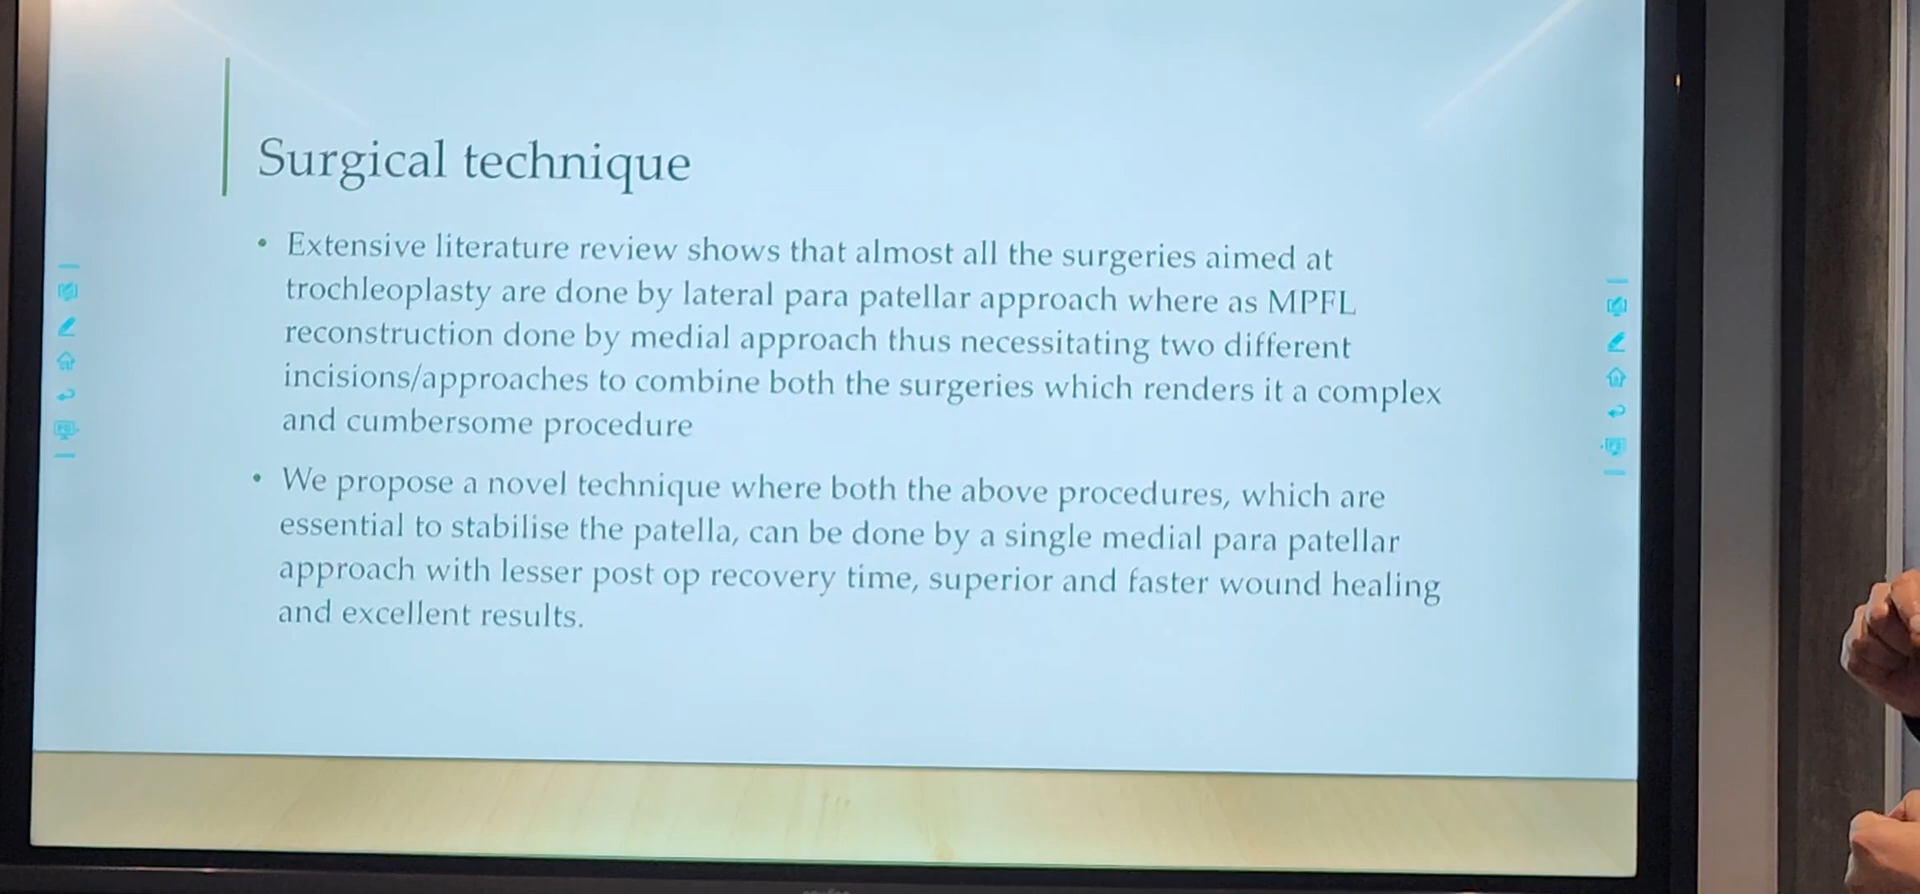 Surgical technique
• Extensive literature review shows that almost all the surgeries aimed at
trochleoplasty are done by lateral para patellar approach where as MPFL
reconstruction done by medial approach thus necessitating two different
incisions/approaches to combine both the surgeries which renders it a complex
and cumbersome procedure
• We propose a novel technique where both the above procedures, which are
essential to stabilise the patella, can be done by a single medial para patellar
approach with lesser post op recovery time, superior and faster wound healing
and excellent results.